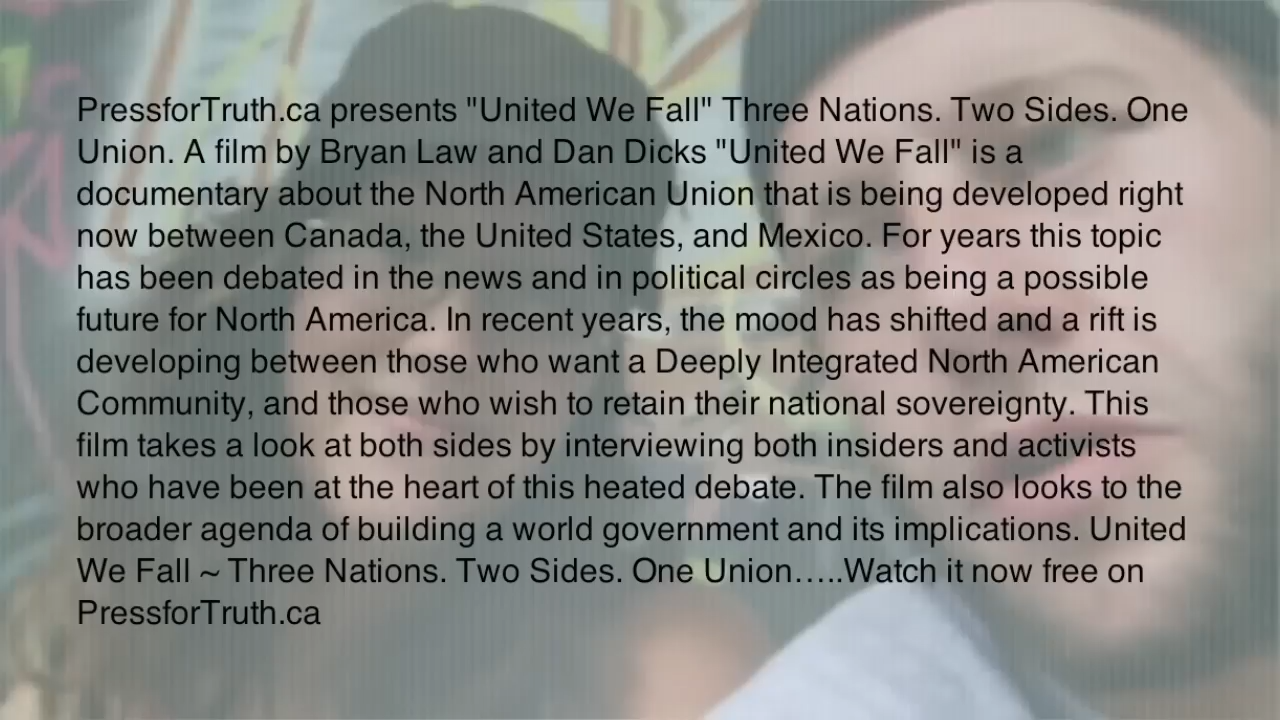 PressforTruth.ca presents "United We Fall" Three Nations. Two Sides. One
Union. A film by Bryan Law and Dan Dicks "United We Fall" is a
documentary about the North American Union that is being developed right
now between Canada, the United States, and Mexico. For years this topic
has been debated in the news and in political circles as being a possible
future for North America. In recent years, the mood has shifted and a rift is
developing between those who want a Deeply Integrated North American
Community, and those who wish to retain their national sovereignty. This
film takes a look at both sides by interviewing both insiders and activists
who have been at the heart of this heated debate. The film also looks to the
broader agenda of building a world government and its implications. United
We Fall ~ Three Nations. Two Sides. One Union…..Watch it now free on
PressforTruth.ca